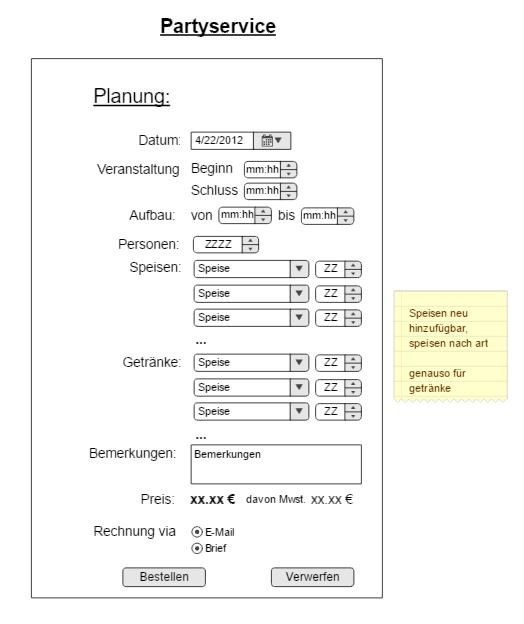 Partyservice
Planung:
Datum: 4/22/2012
Veranstaltung Beginn mm:hh
Schluss mm:hh
Aufbau: von mm:hh bis mm:hh
Personen: ZZZZ
Speisen: Speise ZZ
Speise ZZ
Speise ZZ
...
Getränke: Speise ZZ
Speise ZZ
Speise ZZ
...
Bemerkungen: Bemerkungen
Preis: xx.xx € davon Mwst. xx.xx €
Rechnung via E-Mail
Brief
Bestellen Verwerfen
Speisen neu
hinzufügbar,
speisen nach art
genauso für
getränke